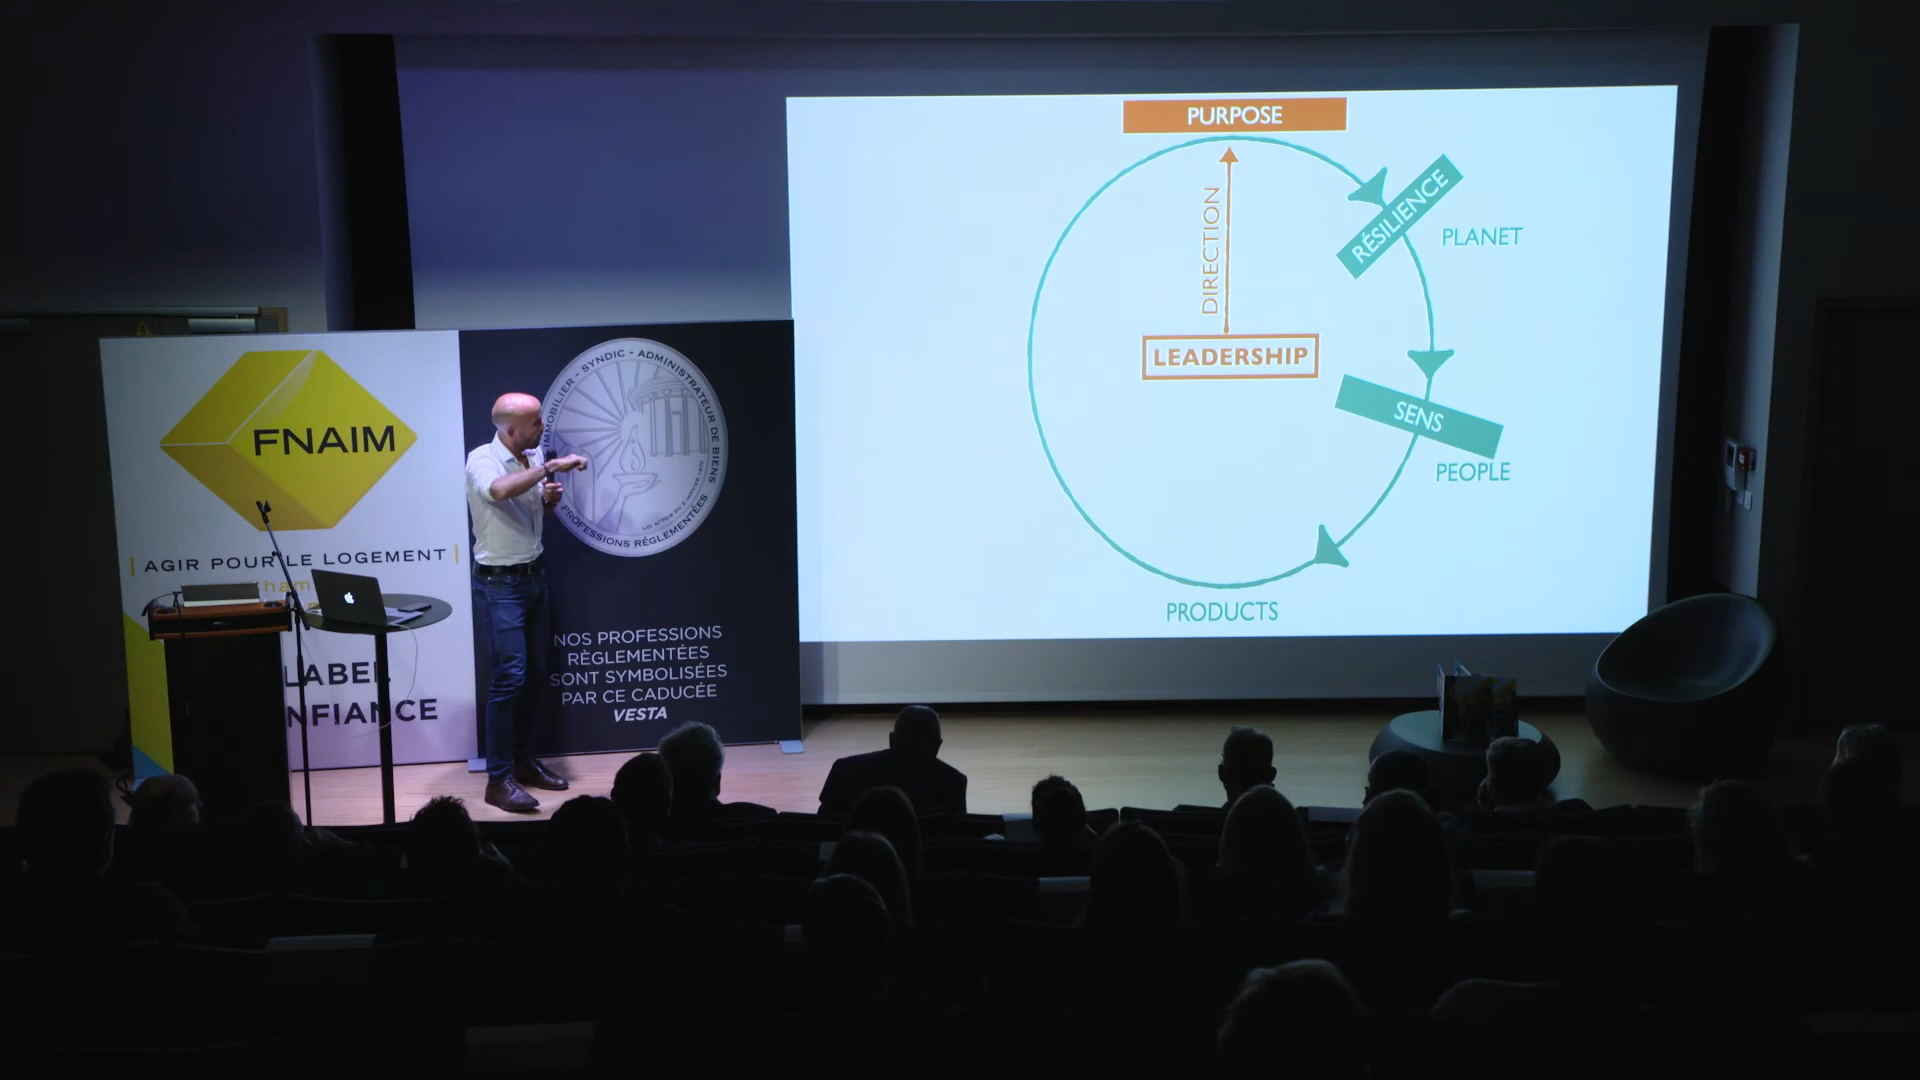 PURPOSE
DIRECTION
RÉSILIENCE
PLANET
LEADERSHIP
SENS
PEOPLE
PRODUCTS
FNAIM
AGIR POUR LE LOGEMENT
LABEL
NFIANCE
IMMOBILIER - SYNDIC - ADMINISTRATEUR DE BIENS
PROFESSIONS RÉGLEMENTÉES
NOS PROFESSIONS
RÈGLEMENTÉES
SONT SYMBOLISÉES
PAR CE CADUCÉE
VESTA